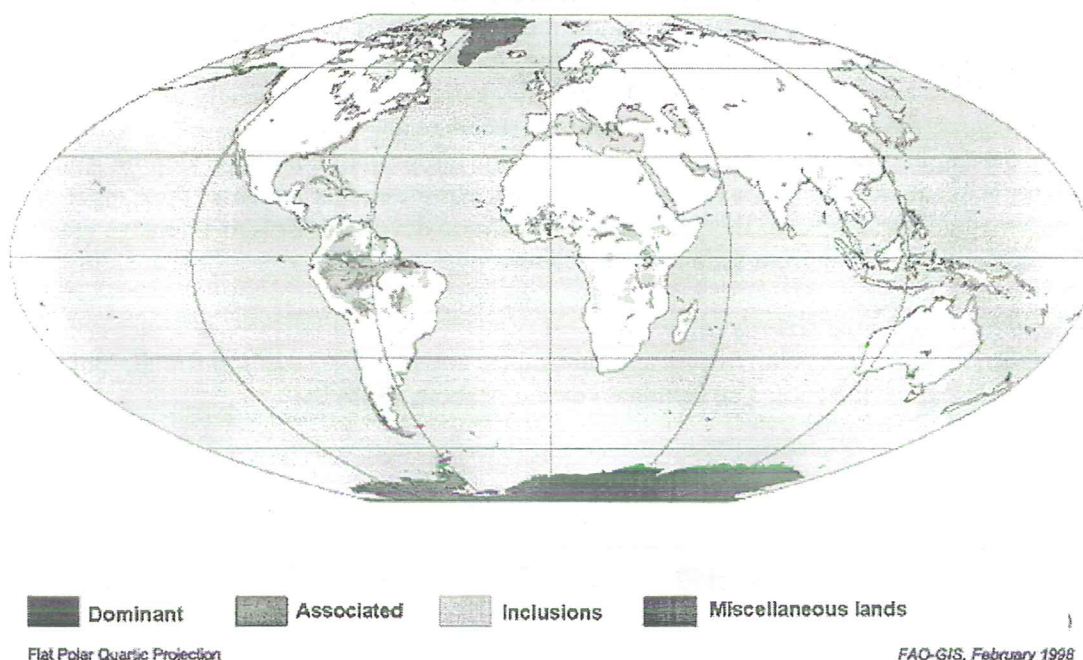 Dominant Associated Inclusions Miscellaneous lands
Flat Polar Quartic Projection FAO-GIS, February 1998